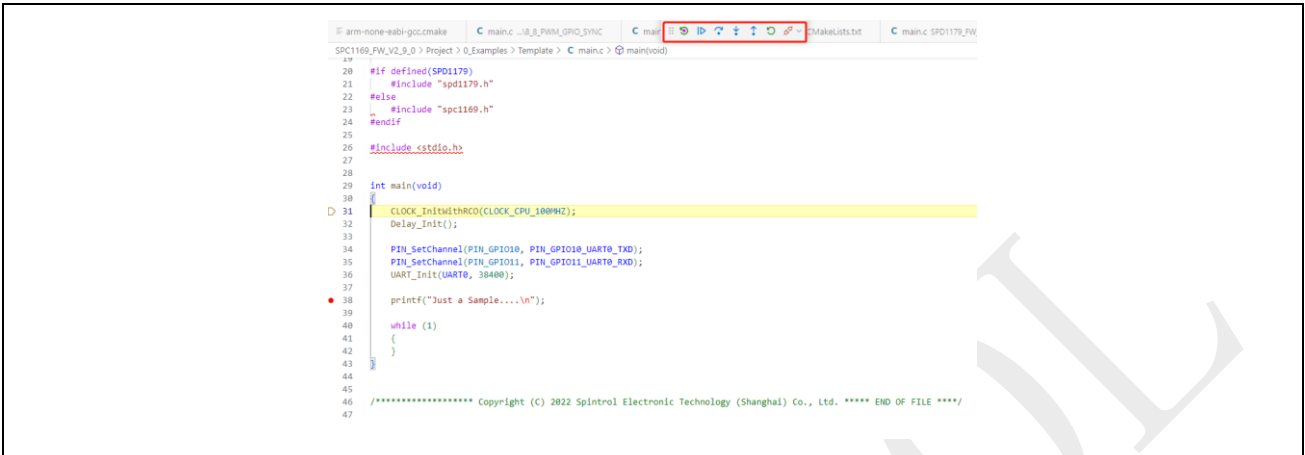 arm-none-eabi-gcc.cmake C main.c ...\8_8_PWM_GPIO_SYNC C main CMakeLists.txt C main.c SPD1179_FW
SPC1169_FW_V2_9_0 > Project > 0_Examples > Template > C main.c > main(void)
19
20 #if defined(SPD1179)
21 #include "spd1179.h"
22 #else
23 #include "spc1169.h"
24 #endif
25
26 #include <stdio.h>
27
28
29 int main(void)
30 {
31 CLOCK_InitWithRCO(CLOCK_CPU_100MHZ);
32 Delay_Init();
33
34 PIN_SetChannel(PIN_GPIO10, PIN_GPIO10_UART0_TXD);
35 PIN_SetChannel(PIN_GPIO11, PIN_GPIO11_UART0_RXD);
36 UART_Init(UART0, 38400);
37
38 printf("Just a Sample....\n");
39
40 while (1)
41 {
42 }
43 }
44
45
46 /******************* Copyright (C) 2022 Spintrol Electronic Technology (Shanghai) Co., Ltd. ***** END OF FILE ****/
47